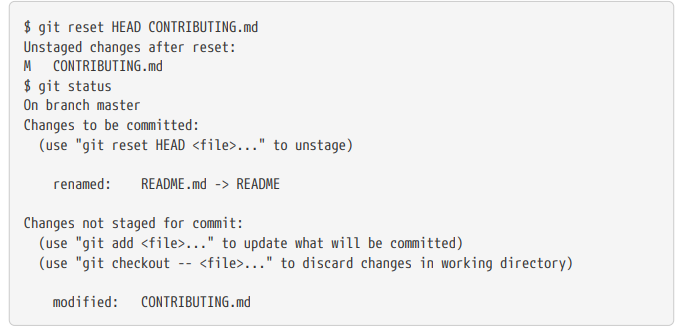 $ git reset HEAD CONTRIBUTING.md
Unstaged changes after reset:
M   CONTRIBUTING.md
$ git status
On branch master
Changes to be committed:
  (use "git reset HEAD <file>..." to unstage)

    renamed:    README.md -> README

Changes not staged for commit:
  (use "git add <file>..." to update what will be committed)
  (use "git checkout -- <file>..." to discard changes in working directory)

    modified:   CONTRIBUTING.md